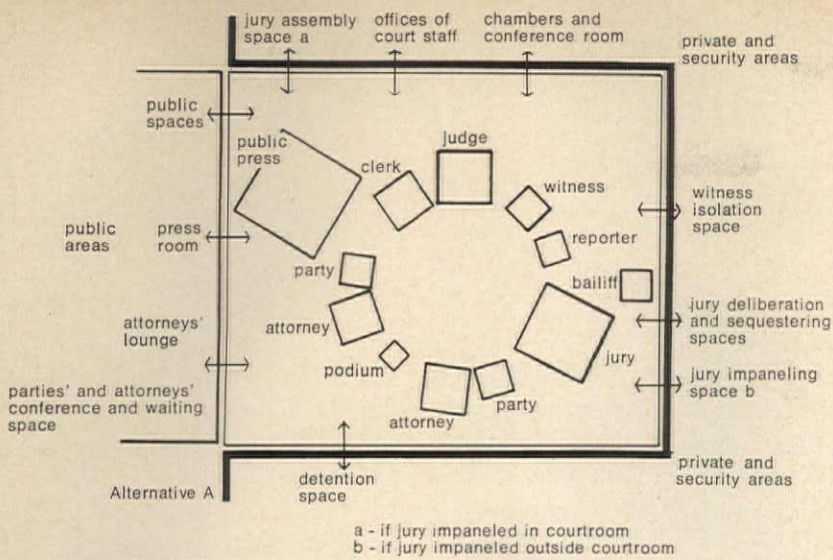 jury assembly
space a
offices of
court staff
chambers and
conference room
private and
security areas
public
spaces
public
press
clerk
judge
witness
witness
isolation
space
public
areas
press
room
reporter
party
bailiff
attorney
jury deliberation
and sequestering
spaces
attorneys'
lounge
podium
jury
jury impaneling
space b
parties' and attorneys'
conference and waiting
space
party
attorney
detention
space
private and
security areas
Alternative A
a - if jury impaneled in courtroom
b - if jury impaneled outside courtroom